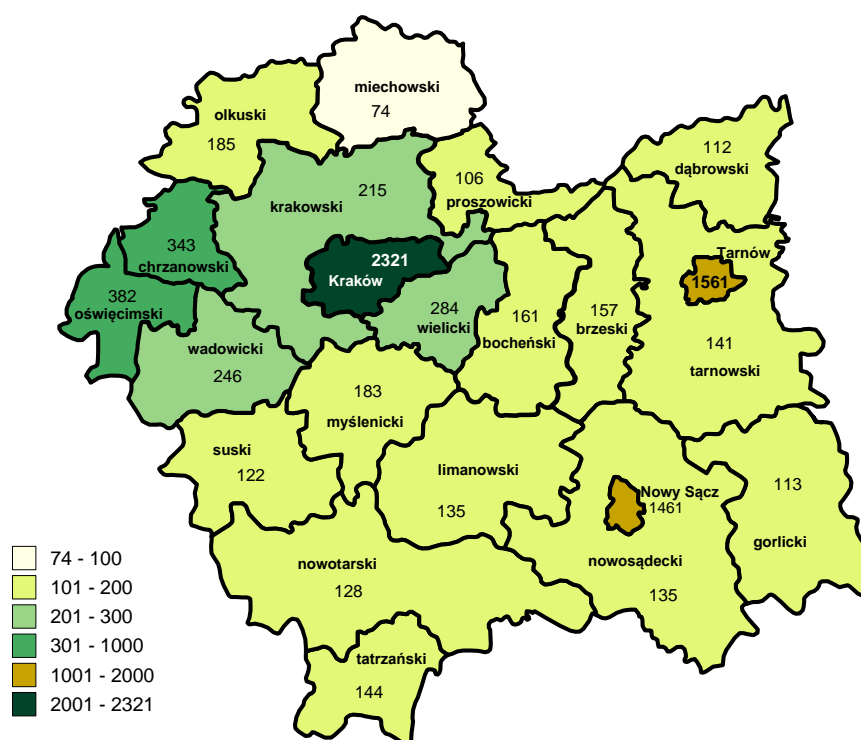 miechowski
74
olkuski
185
112
dąbrowski
106
proszowicki
215
krakowski
343
chrzanowski
2321
Kraków
Tarnów
1561
382
oświęcimski
284
wielicki
161
bocheński
157
brzeski
141
tarnowski
wadowicki
246
183
myślenicki
suski
122
limanowski
135
Nowy Sącz
1461
113
gorlicki
nowosądecki
135
nowotarski
128
tatrzański
144
74 - 100
101 - 200
201 - 300
301 - 1000
1001 - 2000
2001 - 2321